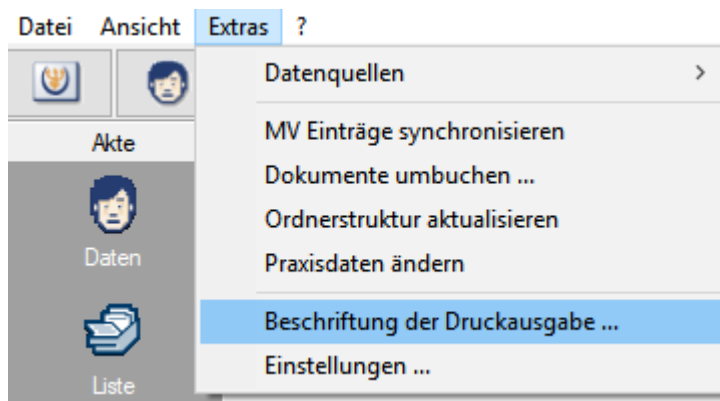 Datei Ansicht Extras ?
Datenquellen
Akte
MV Einträge synchronisieren
Dokumente umbuchen ...
Ordnerstruktur aktualisieren
Daten
Praxisdaten ändern
Beschriftung der Druckausgabe ...
Einstellungen ...
Liste